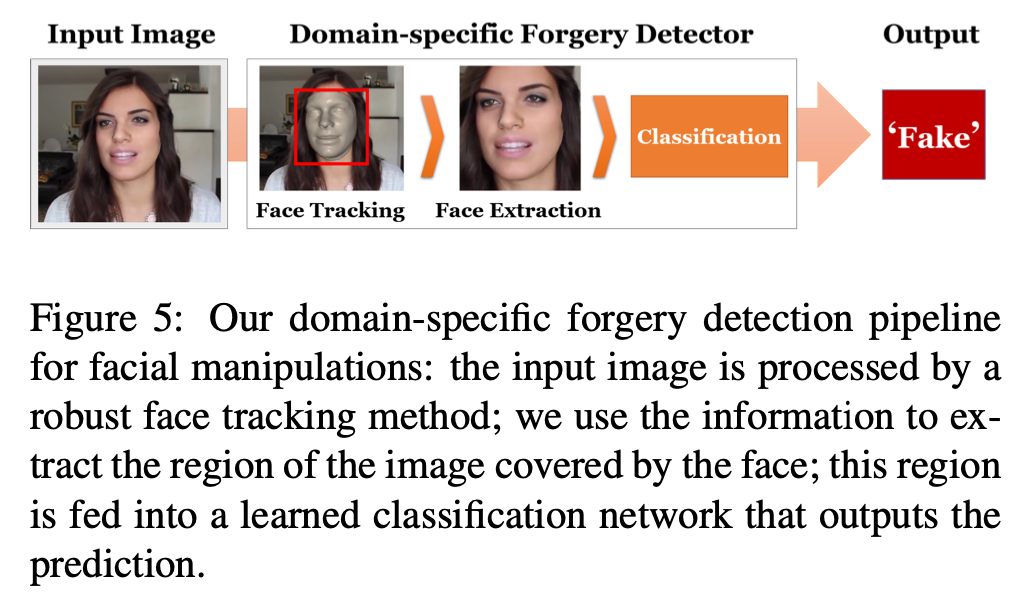 Input Image
Domain-specific Forgery Detector
Output
Face Tracking
Face Extraction
Classification
‘Fake’
Figure 5: Our domain-specific forgery detection pipeline
for facial manipulations: the input image is processed by a
robust face tracking method; we use the information to ex-
tract the region of the image covered by the face; this region
is fed into a learned classification network that outputs the
prediction.